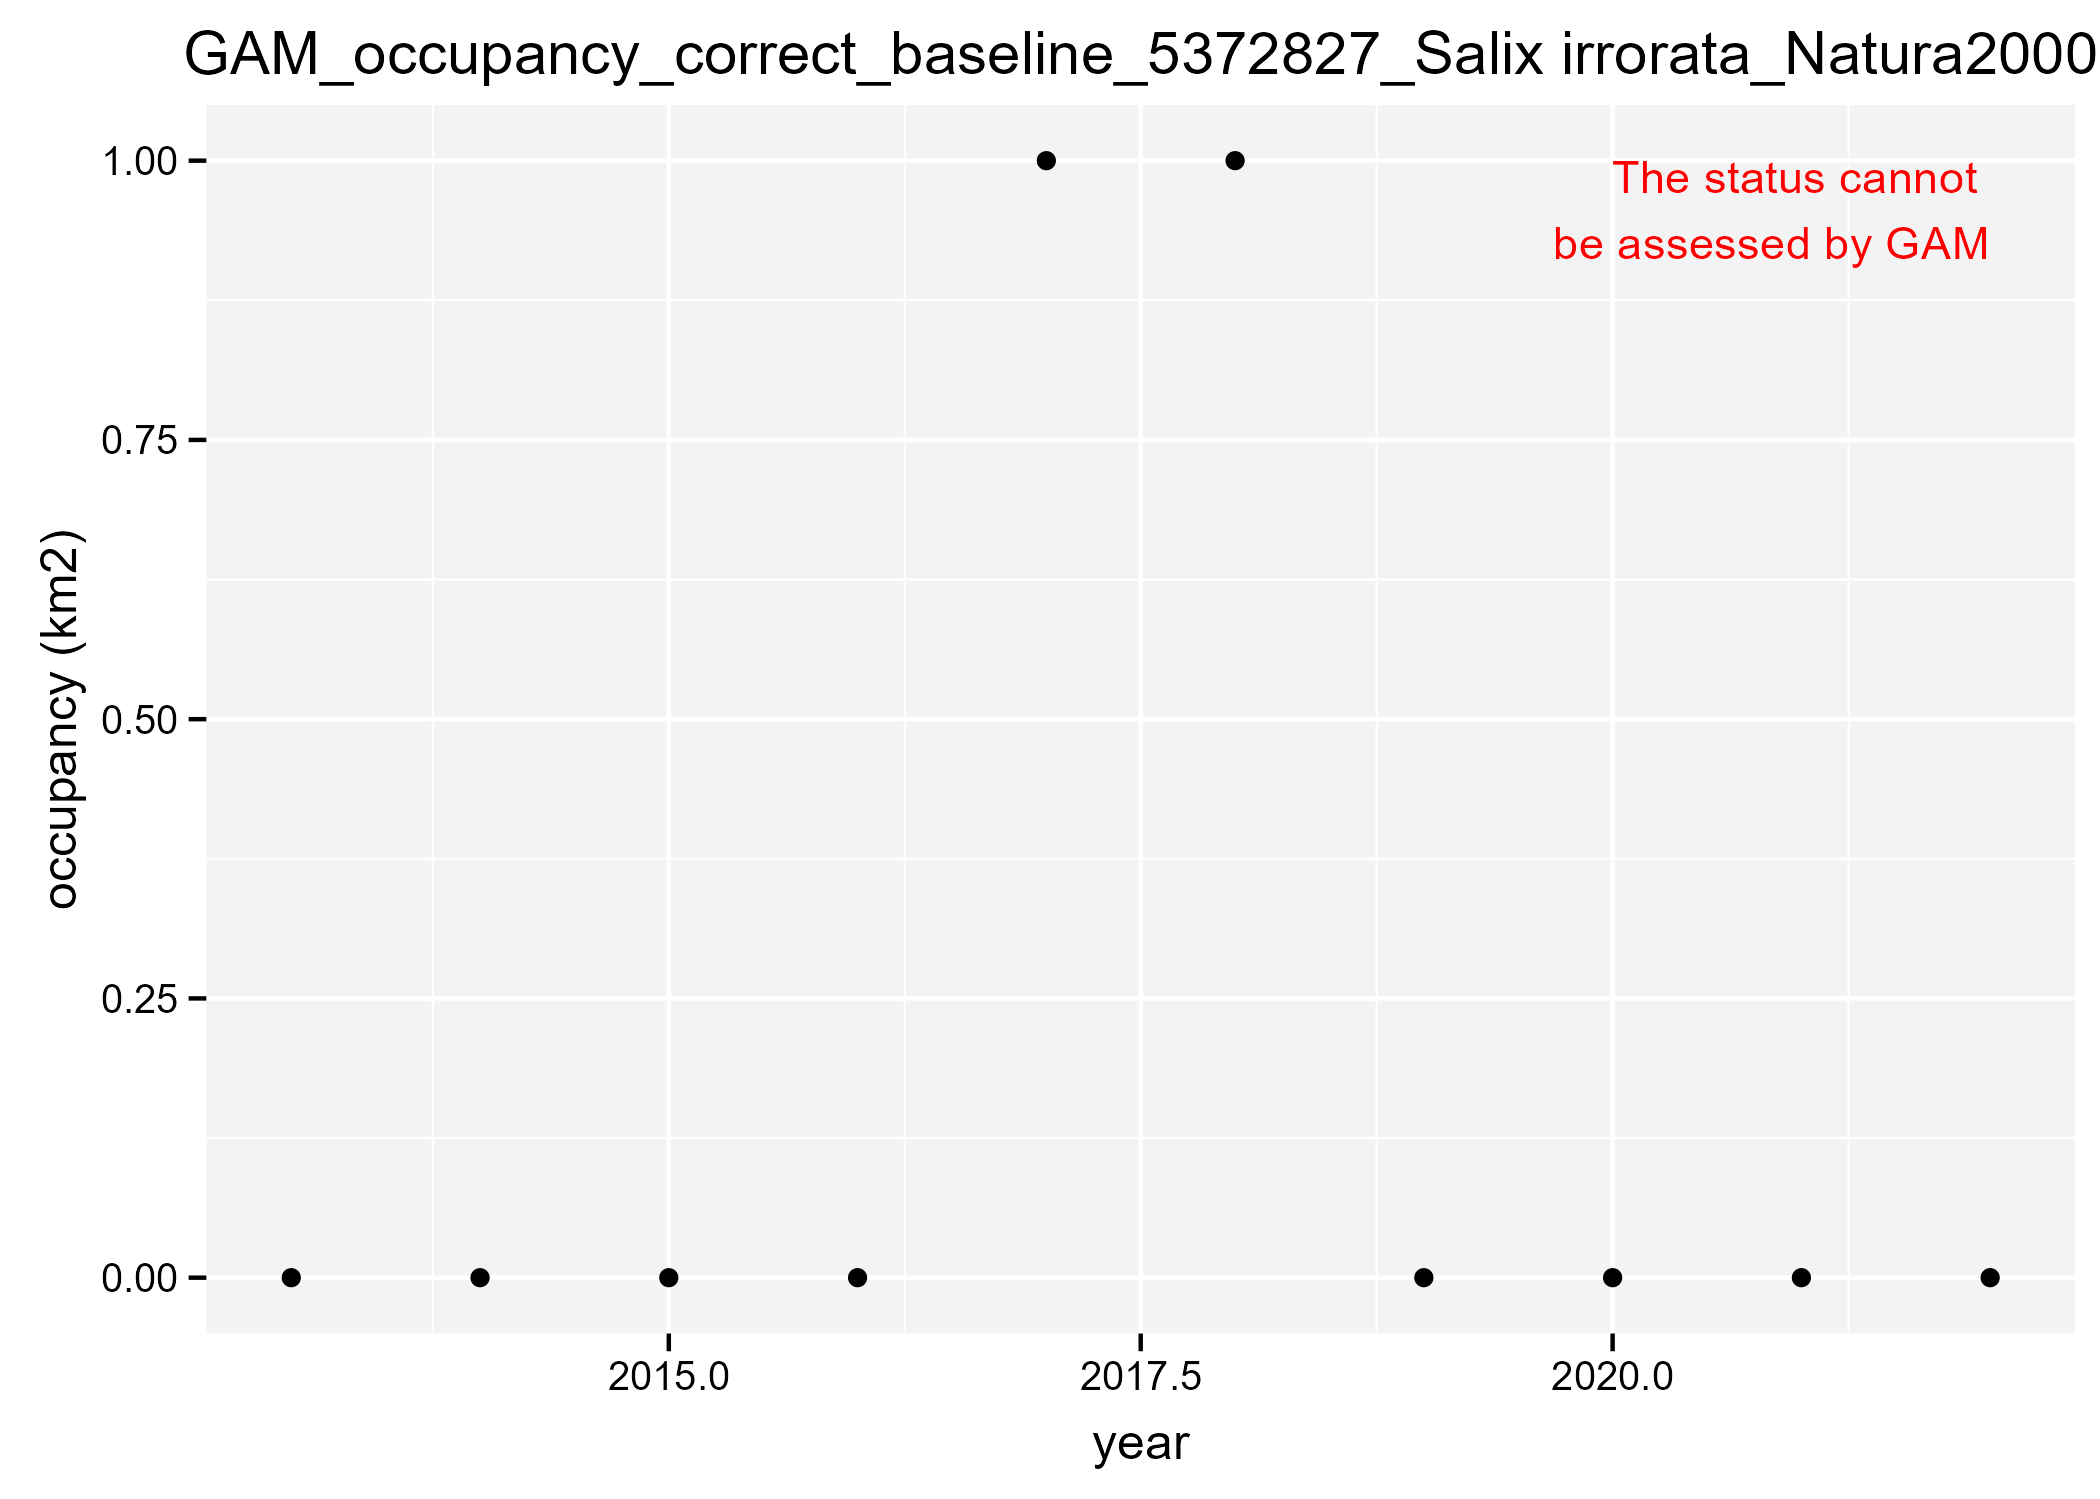 GAM_occupancy_correct_baseline_5372827_Salix irrorata_Natura2000
1.00
The status cannot
be assessed by GAM
0.75
occupancy (km2)
0.50
0.25
0.00
2015.0
2017.5
2020.0
year